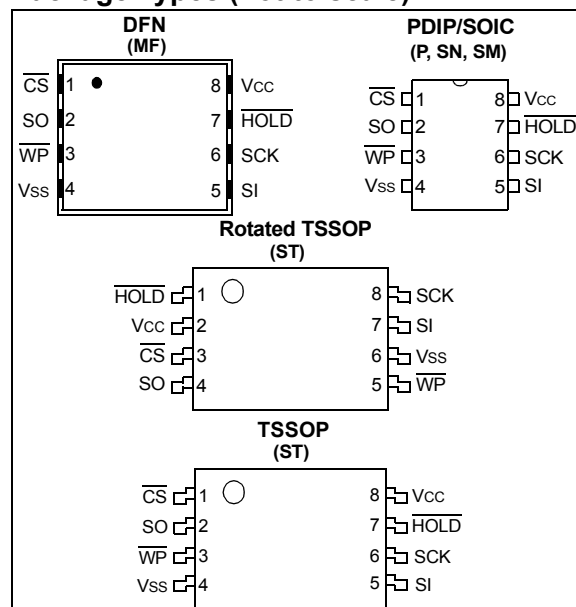 DFN
(MF)
CS 1 8 VCC
SO 2 7 HOLD
WP 3 6 SCK
VSS 4 5 SI
PDIP/SOIC
(P, SN, SM)
CS 1 8 VCC
SO 2 7 HOLD
WP 3 6 SCK
VSS 4 5 SI
Rotated TSSOP
(ST)
HOLD 1 8 SCK
VCC 2 7 SI
CS 3 6 VSS
SO 4 5 WP
TSSOP
(ST)
CS 1 8 VCC
SO 2 7 HOLD
WP 3 6 SCK
VSS 4 5 SI